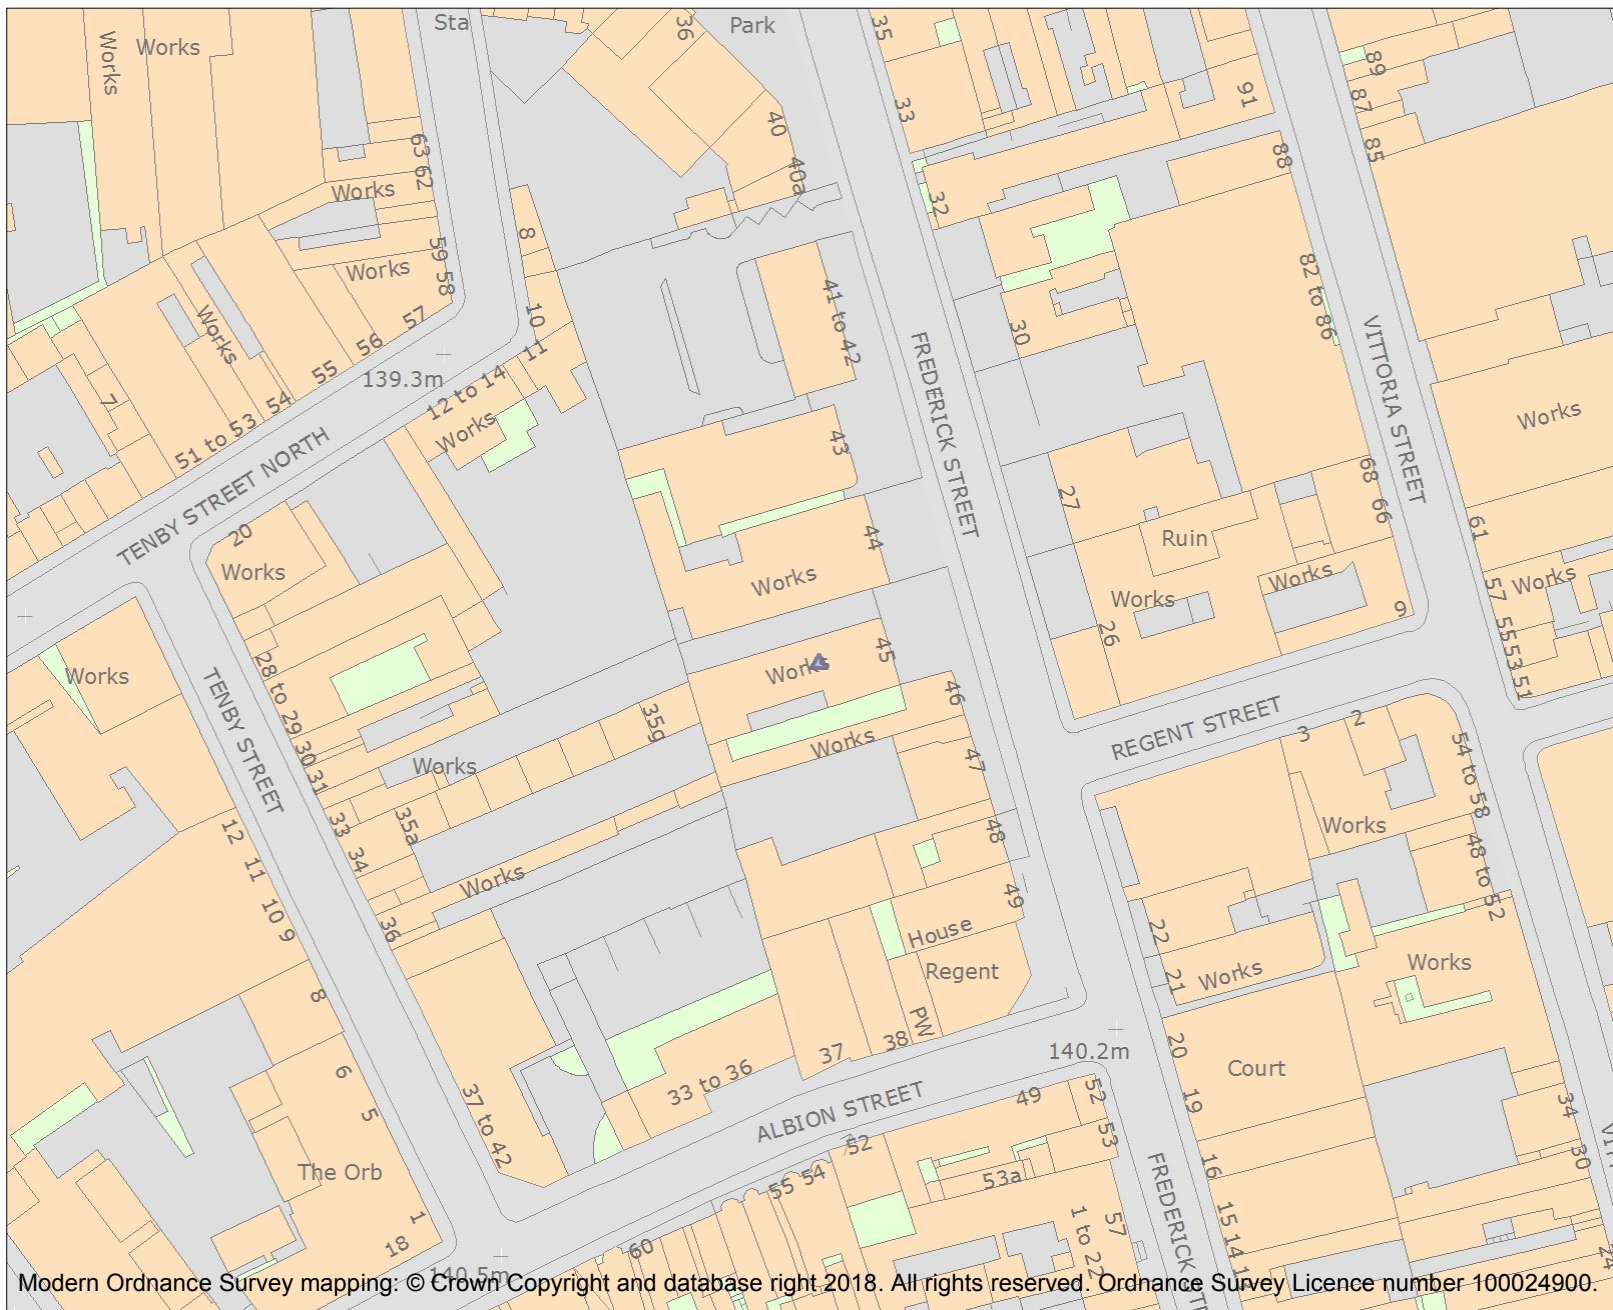 Sta
36
Park
35
Works
Works
89
91
87
33
40
63
85
88
62
40a
Works
32
8
59
Works
58
82 to 86
41 to 42
10
57
30
Works
56
11
VITTORIA STREET
55
139.3m
12 to 14
FREDERICK STREET
7
54
Works
51 to 53
Works
43
TENBY STREET NORTH
68
27
66
20
44
Ruin
61
Works
Works
Works
Works
57
Works
9
26
55
53
51
45
Works
28 to 29
Works
TENBY STREET
46
35g
REGENT STREET
3
2
30
31
Works
Works
47
54 to 58
33
35a
12
34
48
Works
11
Works
48 to 52
49
10
9
36
House
22
Regent
21
Works
Works
8
PW
38
37
140.2m
20
33 to 36
Court
6
5
37 to 42
ALBION STREET
49
52
19
53
34
52
The Orb
55
54
53a
16
30
FREDERICK STR
1
18
60
1 to 22
57
15
14
24
140.5m
Modern Ordnance Survey mapping: © Crown Copyright and database right 2018. All rights reserved. Ordnance Survey Licence number 100024900.